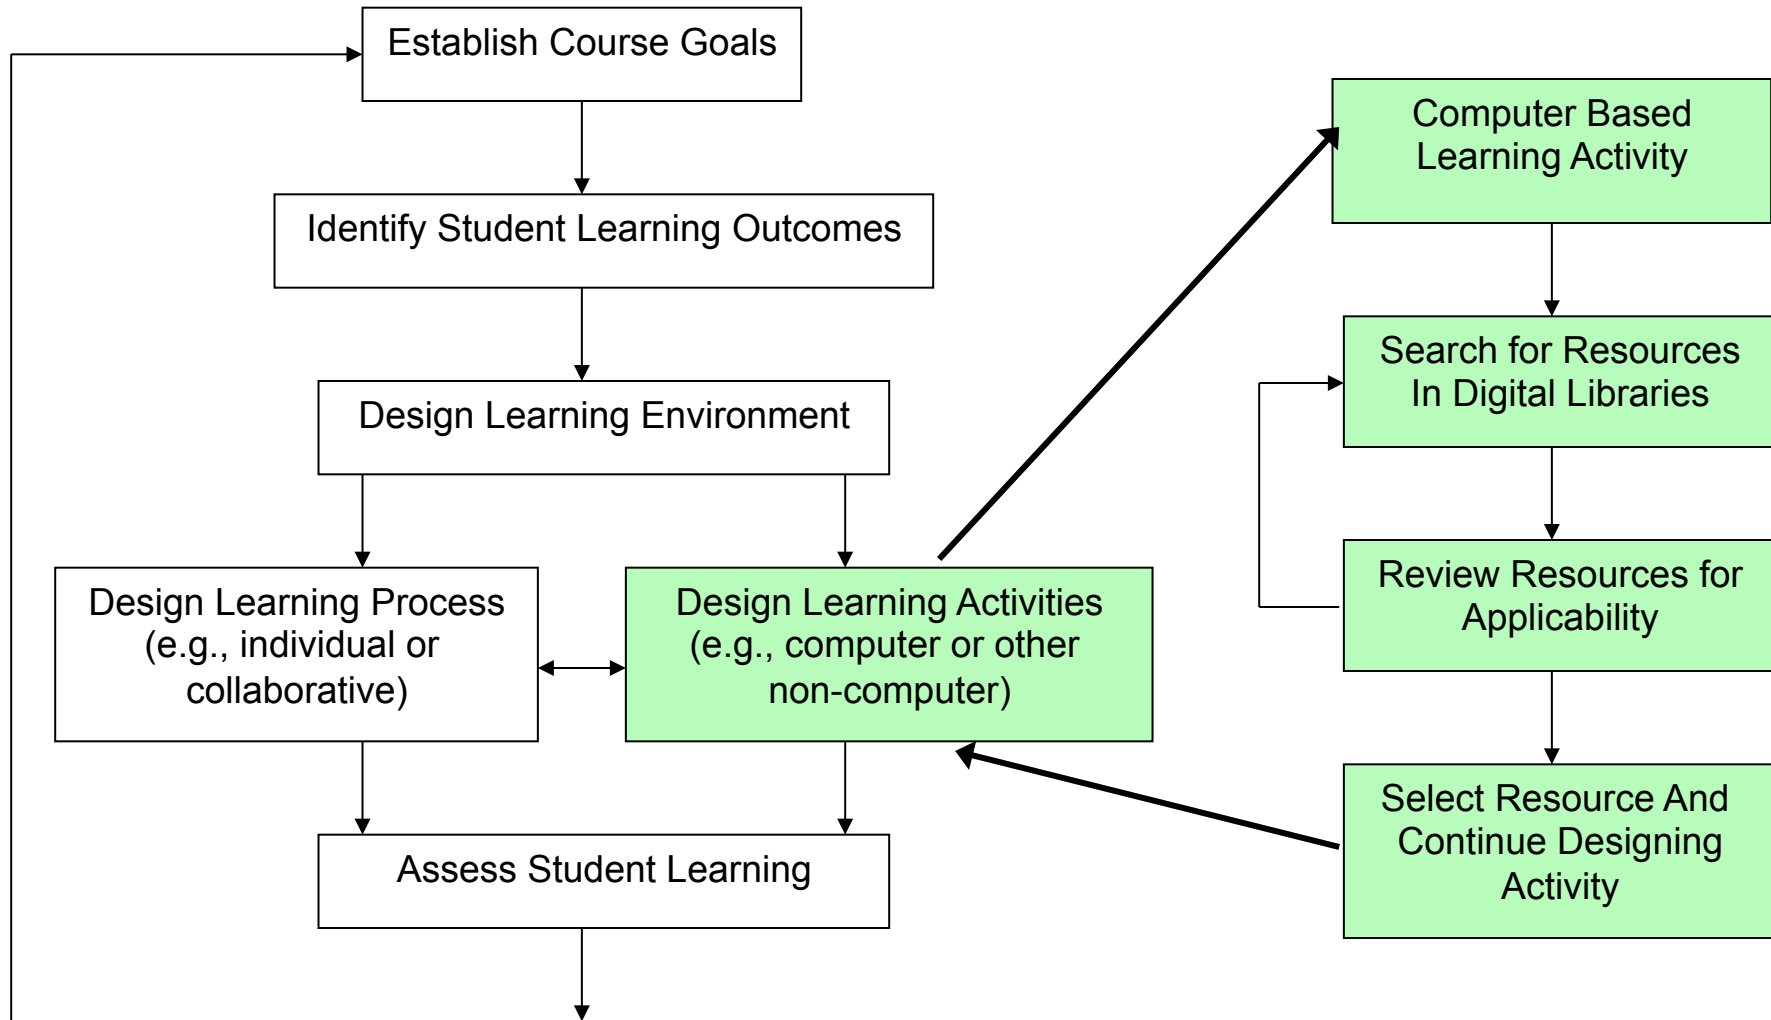 Establish Course Goals
Identify Student Learning Outcomes
Design Learning Environment
Design Learning Process
(e.g., individual or
collaborative)
Design Learning Activities
(e.g., computer or other
non-computer)
Assess Student Learning
Computer Based
Learning Activity
Search for Resources
In Digital Libraries
Review Resources for
Applicability
Select Resource And
Continue Designing
Activity